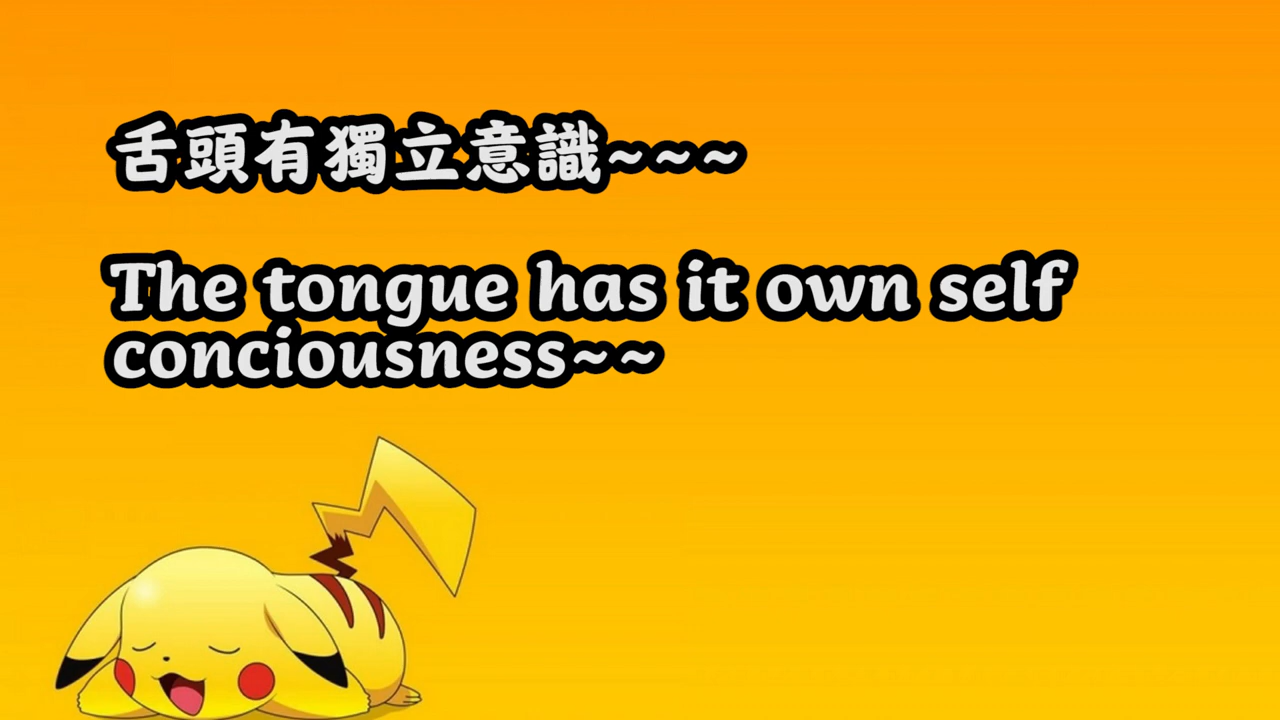 舌頭有獨立意識~~~
The tongue has it own self
conciousness~~